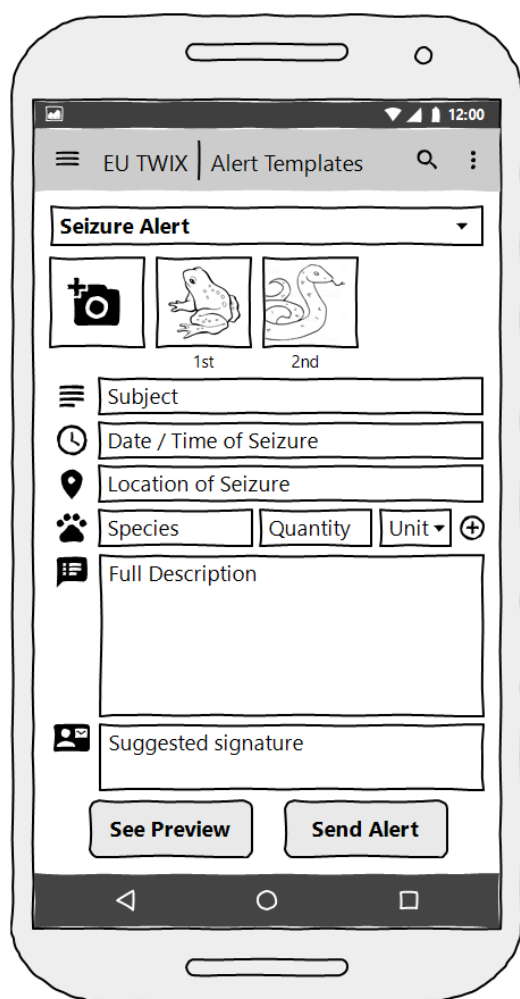 12:00
EU TWIX | Alert Templates
Seizure Alert
1st 2nd
Subject
Date / Time of Seizure
Location of Seizure
Species Quantity Unit
Full Description
Suggested signature
See Preview Send Alert